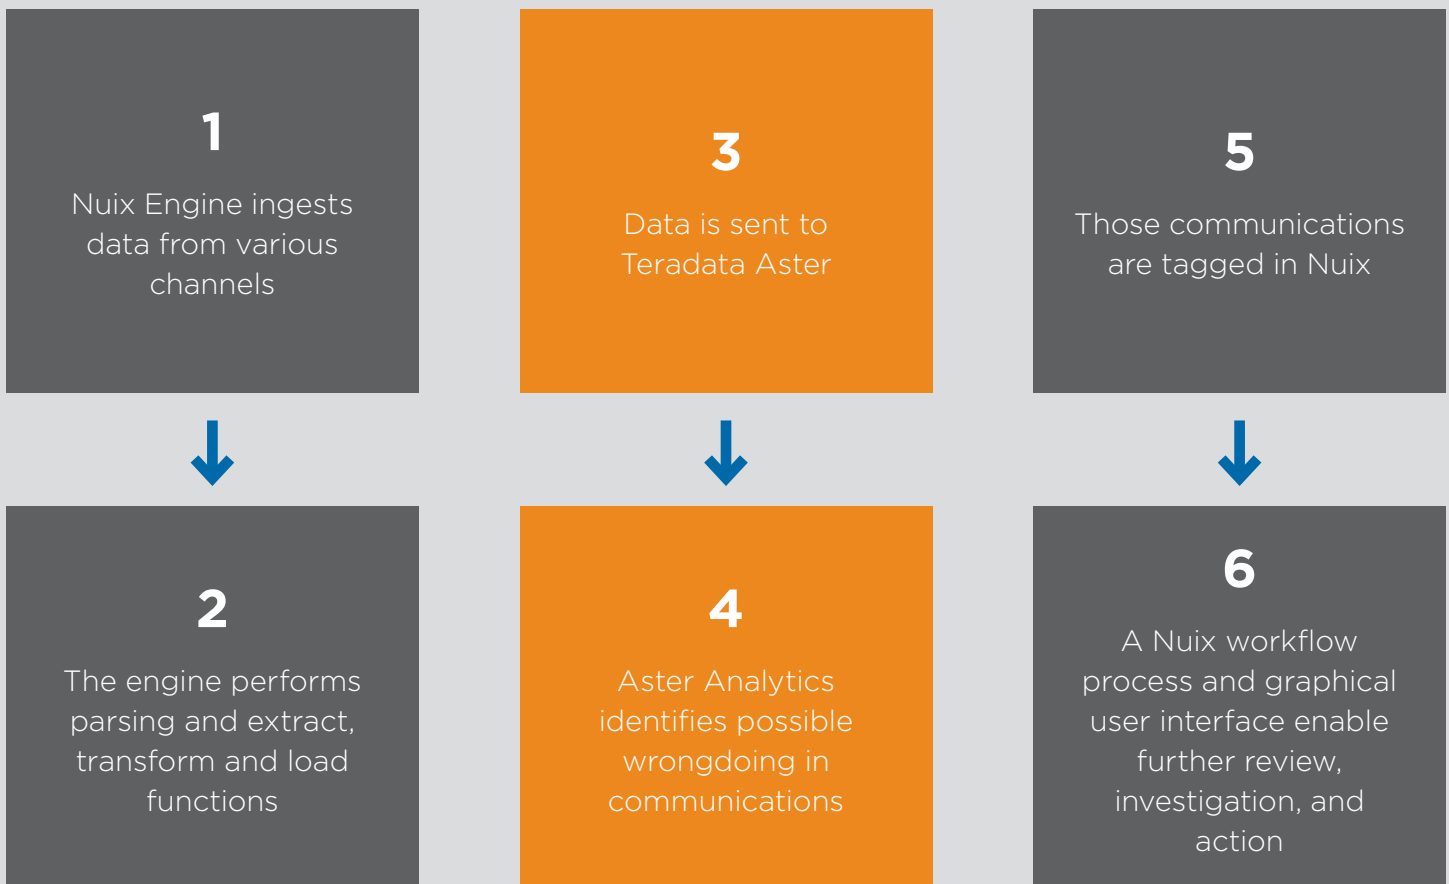 1
Nuix Engine ingests
data from various
channels
2
The engine performs
parsing and extract,
transform and load
functions
3
Data is sent to
Teradata Aster
4
Aster Analytics
identifies possible
wrongdoing in
communications
5
Those communications
are tagged in Nuix
6
A Nuix workflow
process and graphical
user interface enable
further review,
investigation, and
action